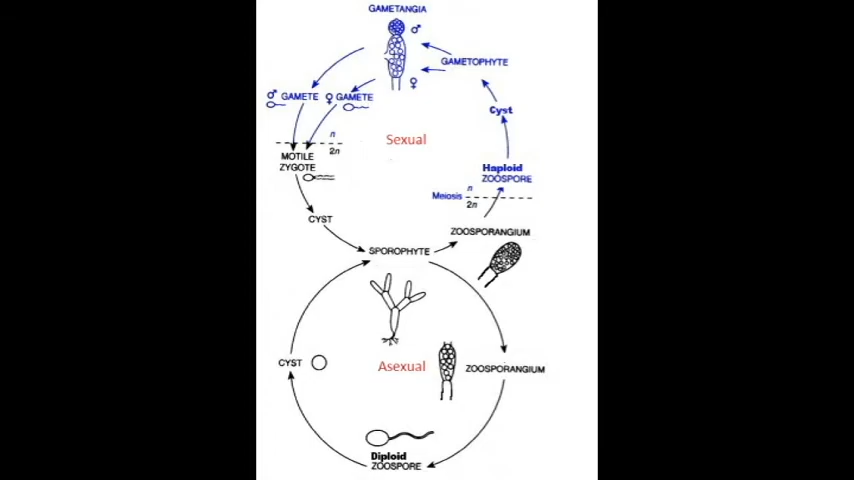 GAMETANGIA
♂
GAMETOPHYTE
♀
♂ GAMETE ♀ GAMETE
Cyst
Sexual
n
2n
MOTILE
ZYGOTE
Haploid
ZOOSPORE
Meiosis
n
2n
CYST
ZOOSPORANGIUM
SPOROPHYTE
CYST
Asexual
ZOOSPORANGIUM
Diploid
ZOOSPORE